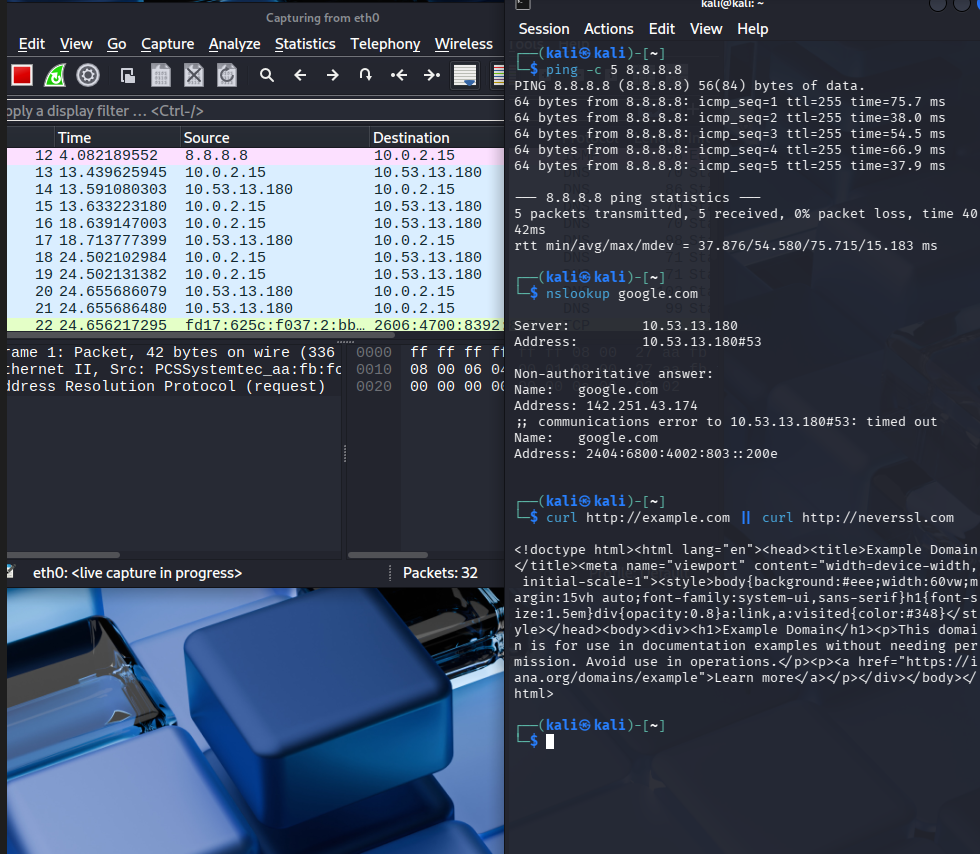 Capturing from eth0
Edit View Go Capture Analyze Statistics Telephony Wireless
pply a display filter … <Ctrl-/>
Time Source Destination
12 4.082189552 8.8.8.8 10.0.2.15
13 13.439625945 10.0.2.15 10.53.13.180
14 13.591080303 10.53.13.180 10.0.2.15
15 13.633223180 10.0.2.15 10.53.13.180
16 18.639147003 10.0.2.15 10.53.13.180
17 18.713777399 10.53.13.180 10.0.2.15
18 24.502102984 10.0.2.15 10.53.13.180
19 24.502131382 10.0.2.15 10.53.13.180
20 24.655686079 10.53.13.180 10.0.2.15
21 24.655686480 10.53.13.180 10.0.2.15
22 24.656217295 fd17:625c:f037:2:bb… 2606:4700:8392
rame 1: Packet, 42 bytes on wire (336
thernet II, Src: PCSSystemtec_aa:fb:fc
ddress Resolution Protocol (request)
0000 ff ff ff ff
0010 08 00 06 04
0020 00 00 00 00
eth0: <live capture in progress>
Packets: 32
kali@kali: ~
Session Actions Edit View Help
┌──(kali㉿kali)-[~]
└─$ ping -c 5 8.8.8.8
PING 8.8.8.8 (8.8.8.8) 56(84) bytes of data.
64 bytes from 8.8.8.8: icmp_seq=1 ttl=255 time=75.7 ms
64 bytes from 8.8.8.8: icmp_seq=2 ttl=255 time=38.0 ms
64 bytes from 8.8.8.8: icmp_seq=3 ttl=255 time=54.5 ms
64 bytes from 8.8.8.8: icmp_seq=4 ttl=255 time=66.9 ms
64 bytes from 8.8.8.8: icmp_seq=5 ttl=255 time=37.9 ms
--- 8.8.8.8 ping statistics ---
5 packets transmitted, 5 received, 0% packet loss, time 40
42ms
rtt min/avg/max/mdev = 37.876/54.580/75.715/15.183 ms
┌──(kali㉿kali)-[~]
└─$ nslookup google.com
Server: 10.53.13.180
Address: 10.53.13.180#53
Non-authoritative answer:
Name: google.com
Address: 142.251.43.174
;; communications error to 10.53.13.180#53: timed out
Name: google.com
Address: 2404:6800:4002:803::200e
┌──(kali㉿kali)-[~]
└─$ curl http://example.com || curl http://neverssl.com
<!doctype html><html lang="en"><head><title>Example Domain
</title><meta name="viewport" content="width=device-width,
initial-scale=1"><style>body{background:#eee;width:60vw;m
argin:15vh auto;font-family:system-ui,sans-serif}h1{font-s
ize:1.5em}div{opacity:0.8}a:link,a:visited{color:#348}</st
yle></head><body><div><h1>Example Domain</h1><p>This domai
n is for use in documentation examples without needing per
mission. Avoid use in operations.</p><p><a href="https://i
ana.org/domains/example">Learn more</a></p></div></body></
html>
┌──(kali㉿kali)-[~]
└─$